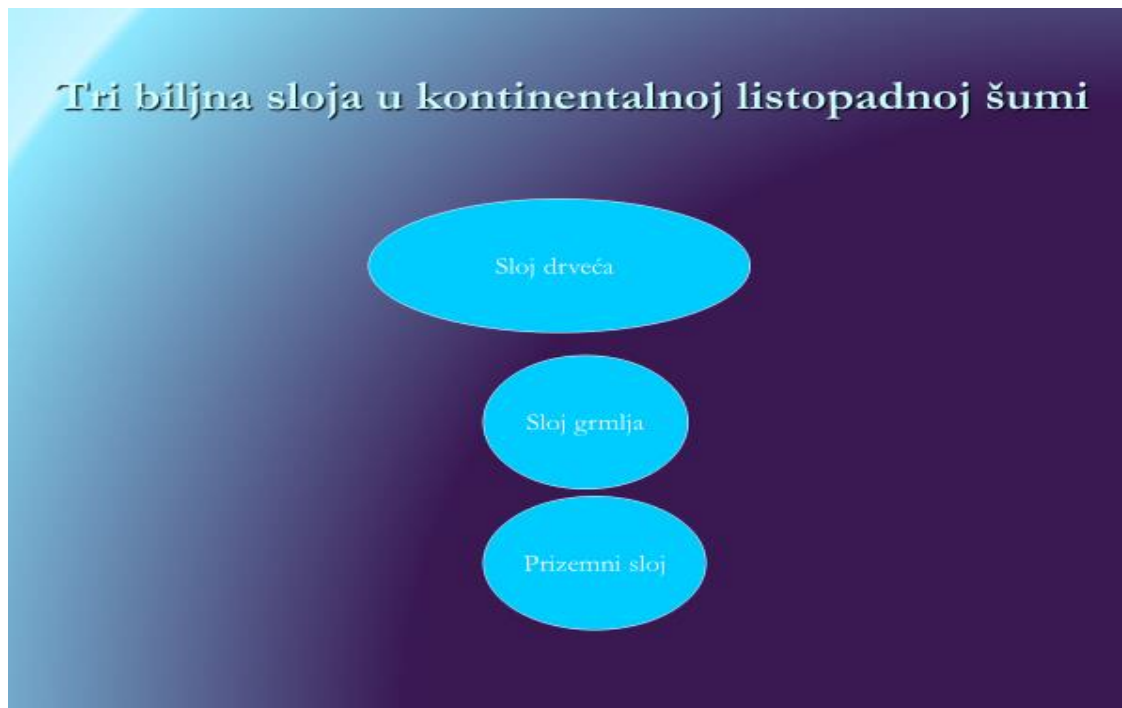 Tri biljna sloja u kontinentalnoj listopadnoj šumi
Sloj drveća
Sloj grmlja
Prizemni sloj